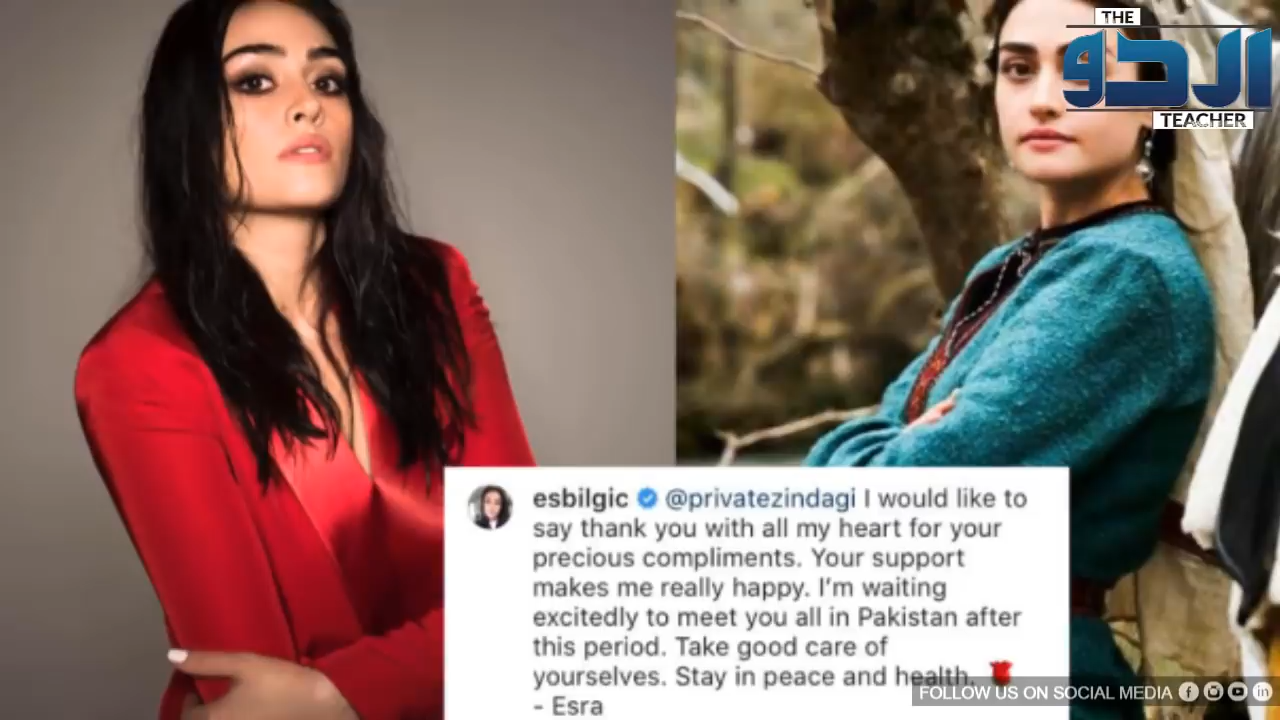 THE
الردو
TEACHER
esbilgic @privatezindagi I would like to
say thank you with all my heart for your
precious compliments. Your support
makes me really happy. I'm waiting
excitedly to meet you all in Pakistan after
this period. Take good care of
yourselves. Stay in peace and health.
- Esra
FOLLOW US ON SOCIAL MEDIA